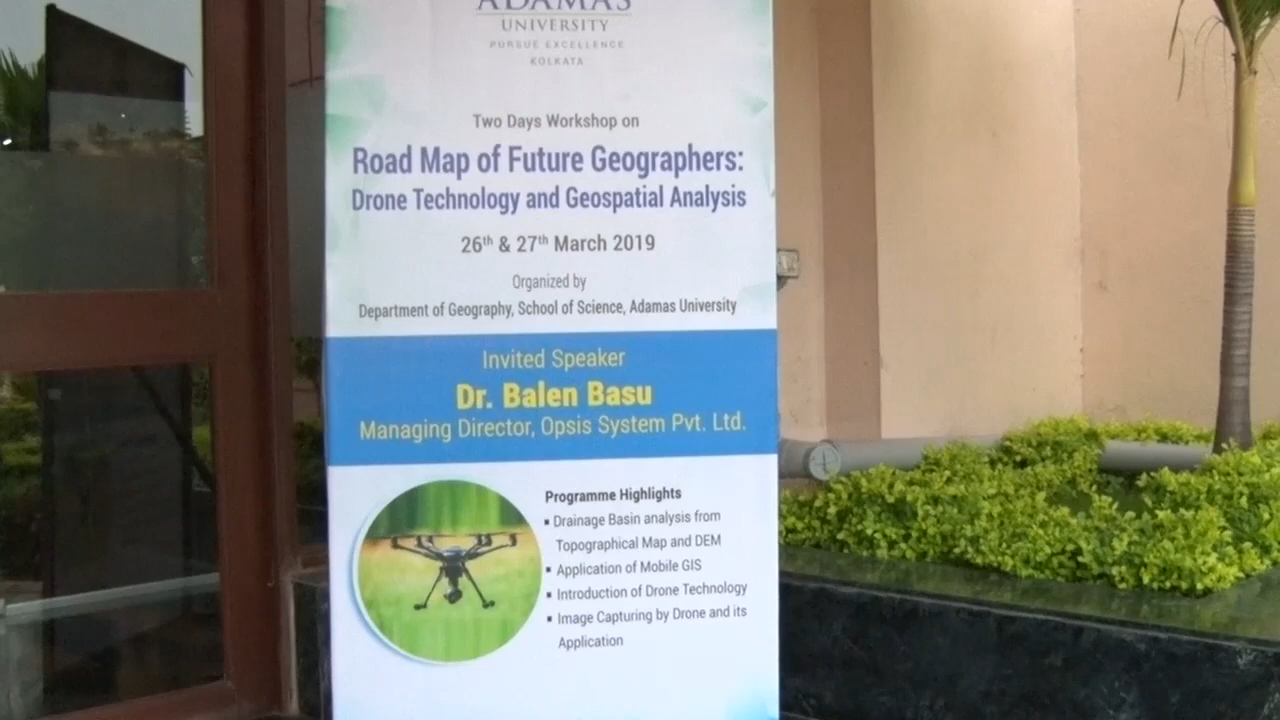 ADAMAS
UNIVERSITY
PURSUE EXCELLENCE
KOLKATA
Two Days Workshop on
Road Map of Future Geographers:
Drone Technology and Geospatial Analysis
26th & 27th March 2019
Organized by
Department of Geography, School of Science, Adamas University
Invited Speaker
Dr. Balen Basu
Managing Director, Opsis System Pvt. Ltd.
Programme Highlights
▪ Drainage Basin analysis from
Topographical Map and DEM
▪ Application of Mobile GIS
▪ Introduction of Drone Technology
▪ Image Capturing by Drone and its
Application